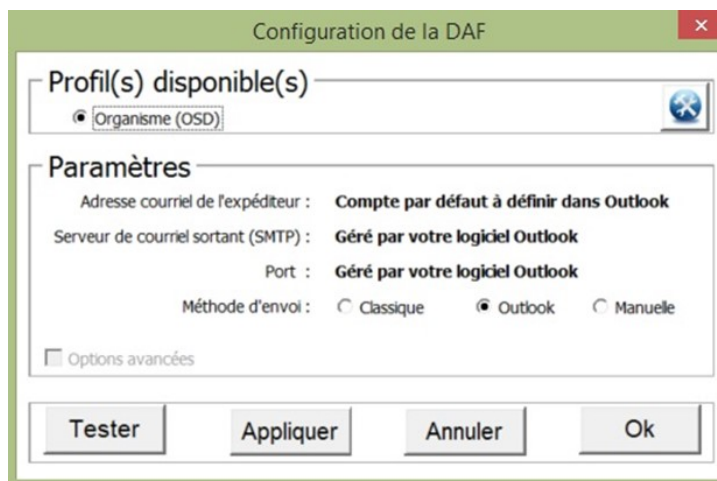 Configuration de la DAF
Profil(s) disponible(s)
Organisme (OSD)
Paramètres
Adresse courriel de l'expéditeur : Compte par défaut à définir dans Outlook
Serveur de courriel sortant (SMTP) : Géré par votre logiciel Outlook
Port : Géré par votre logiciel Outlook
Méthode d'envoi : Classique Outlook Manuelle
Options avancées
Tester Appliquer Annuler Ok